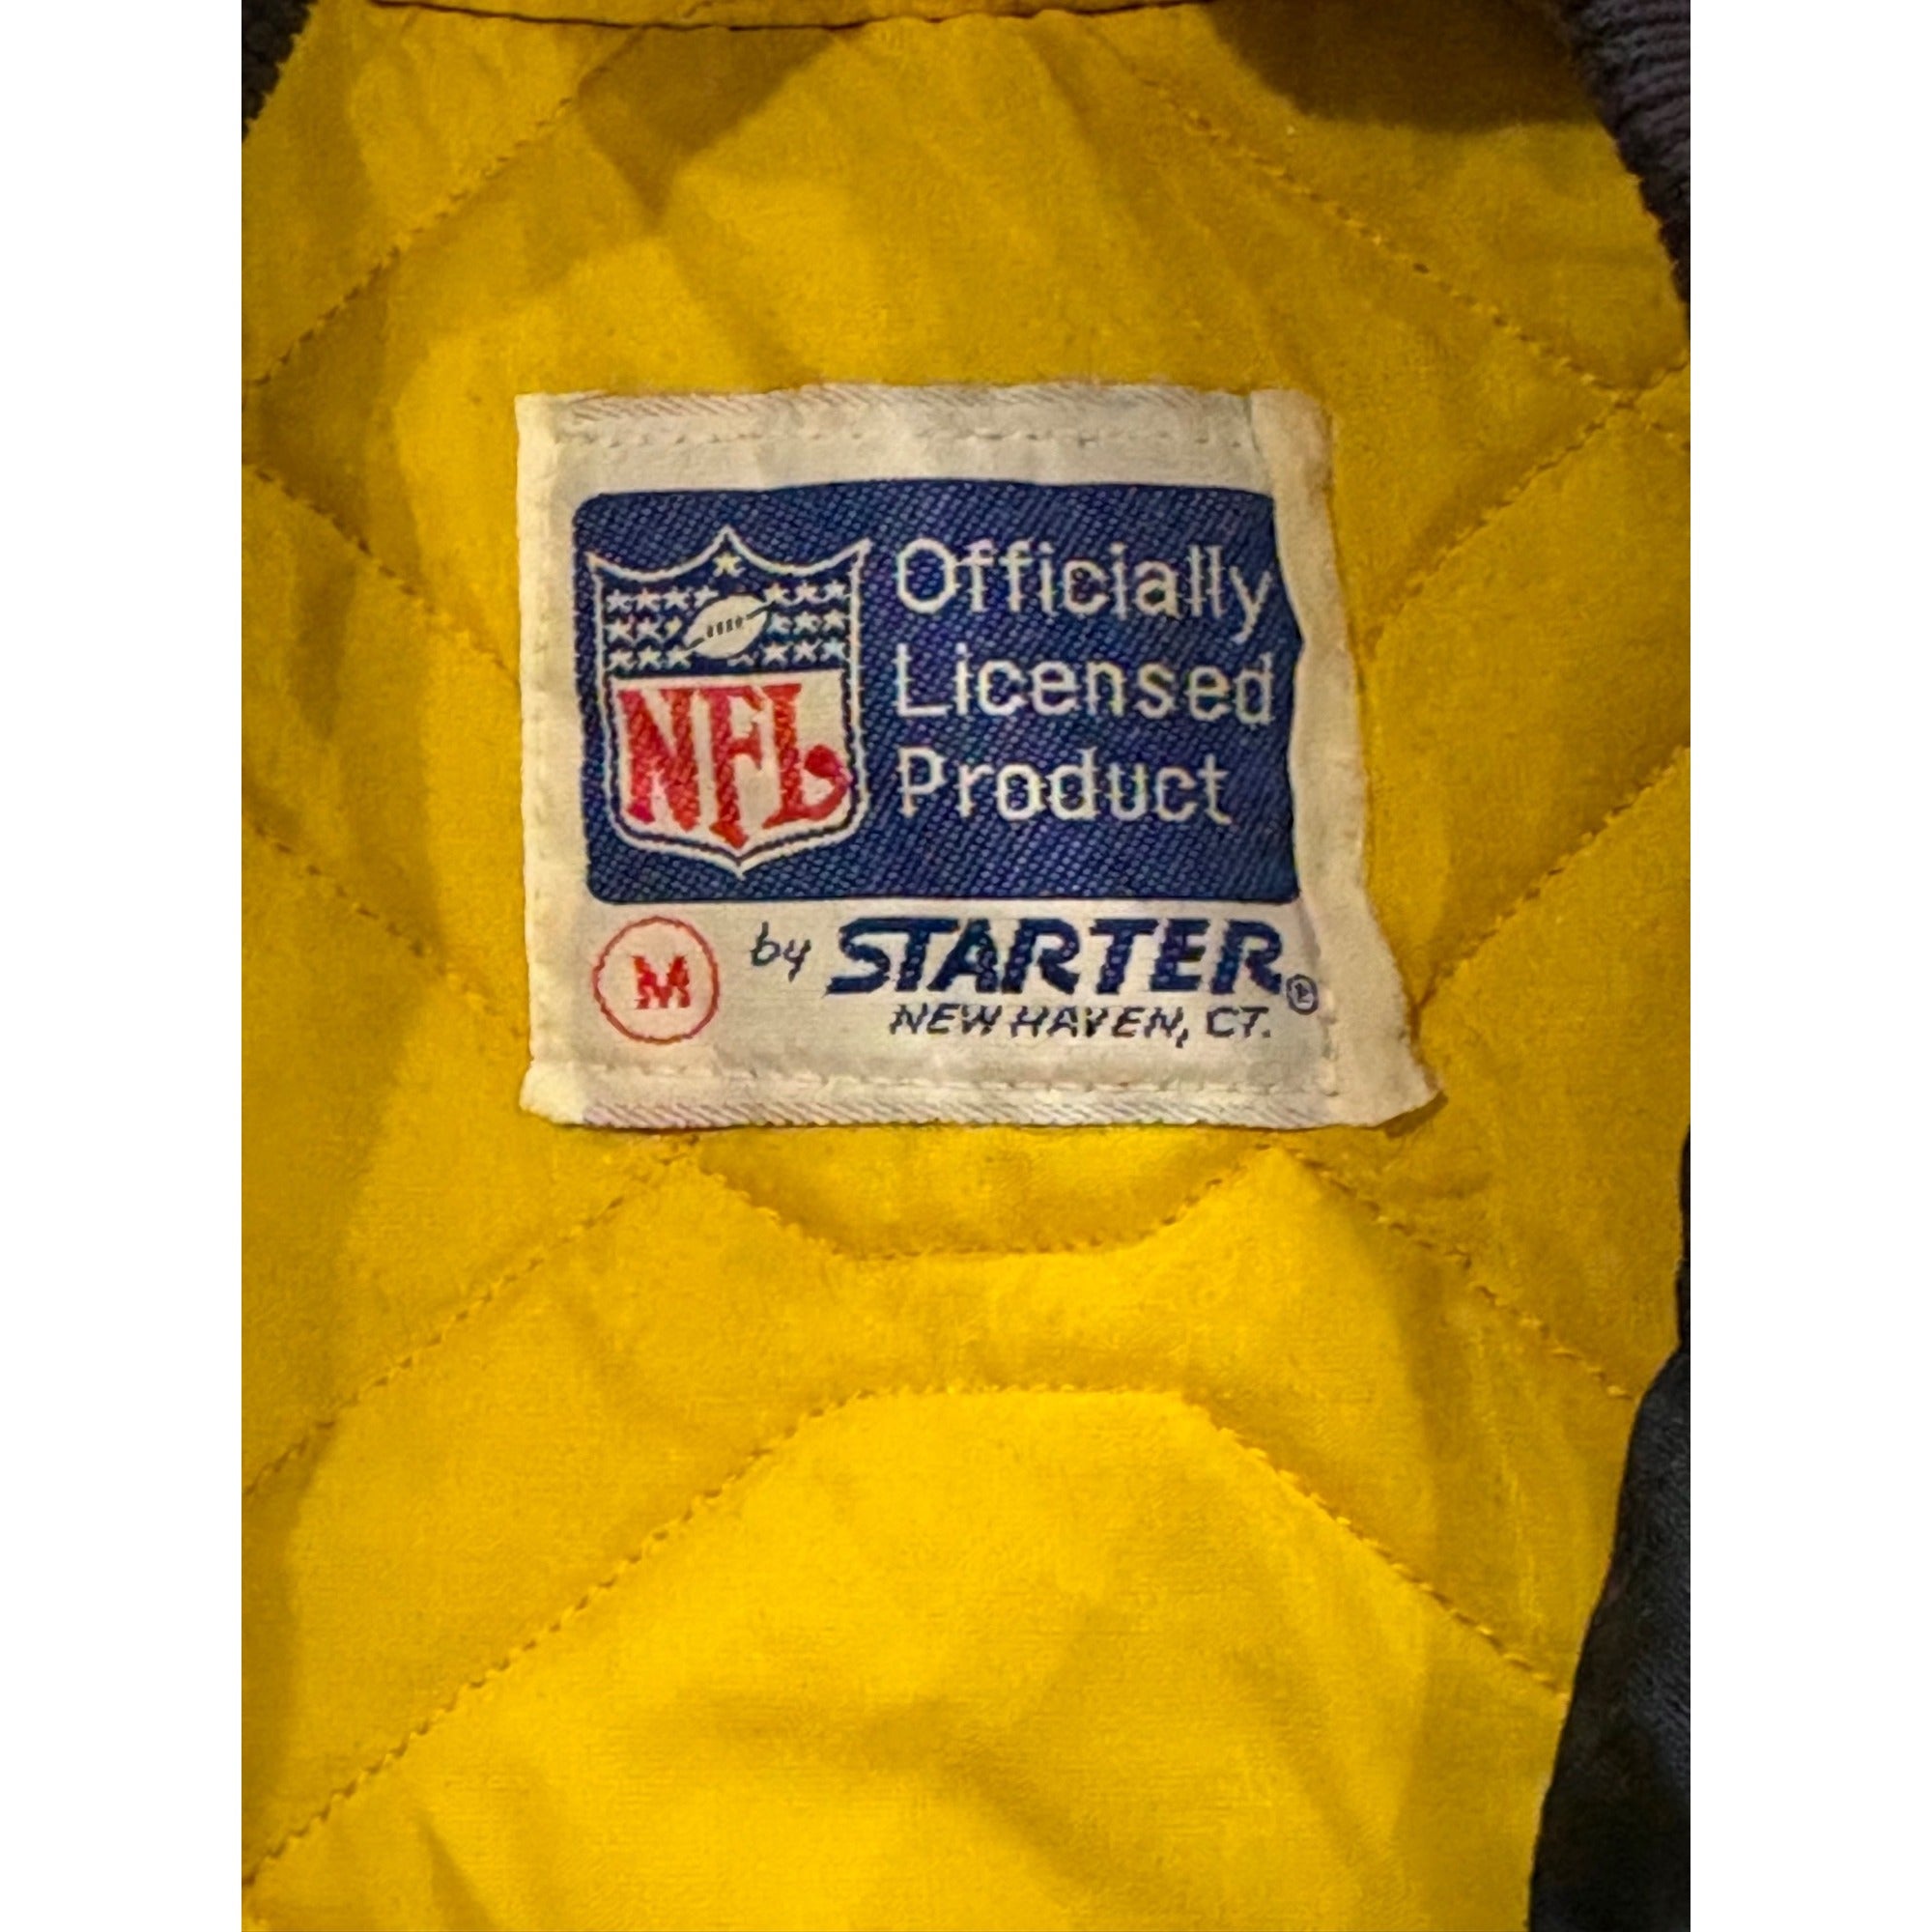 NFL
Officially
Licensed
Product
M
by STARTER®
NEW HAVEN, CT.